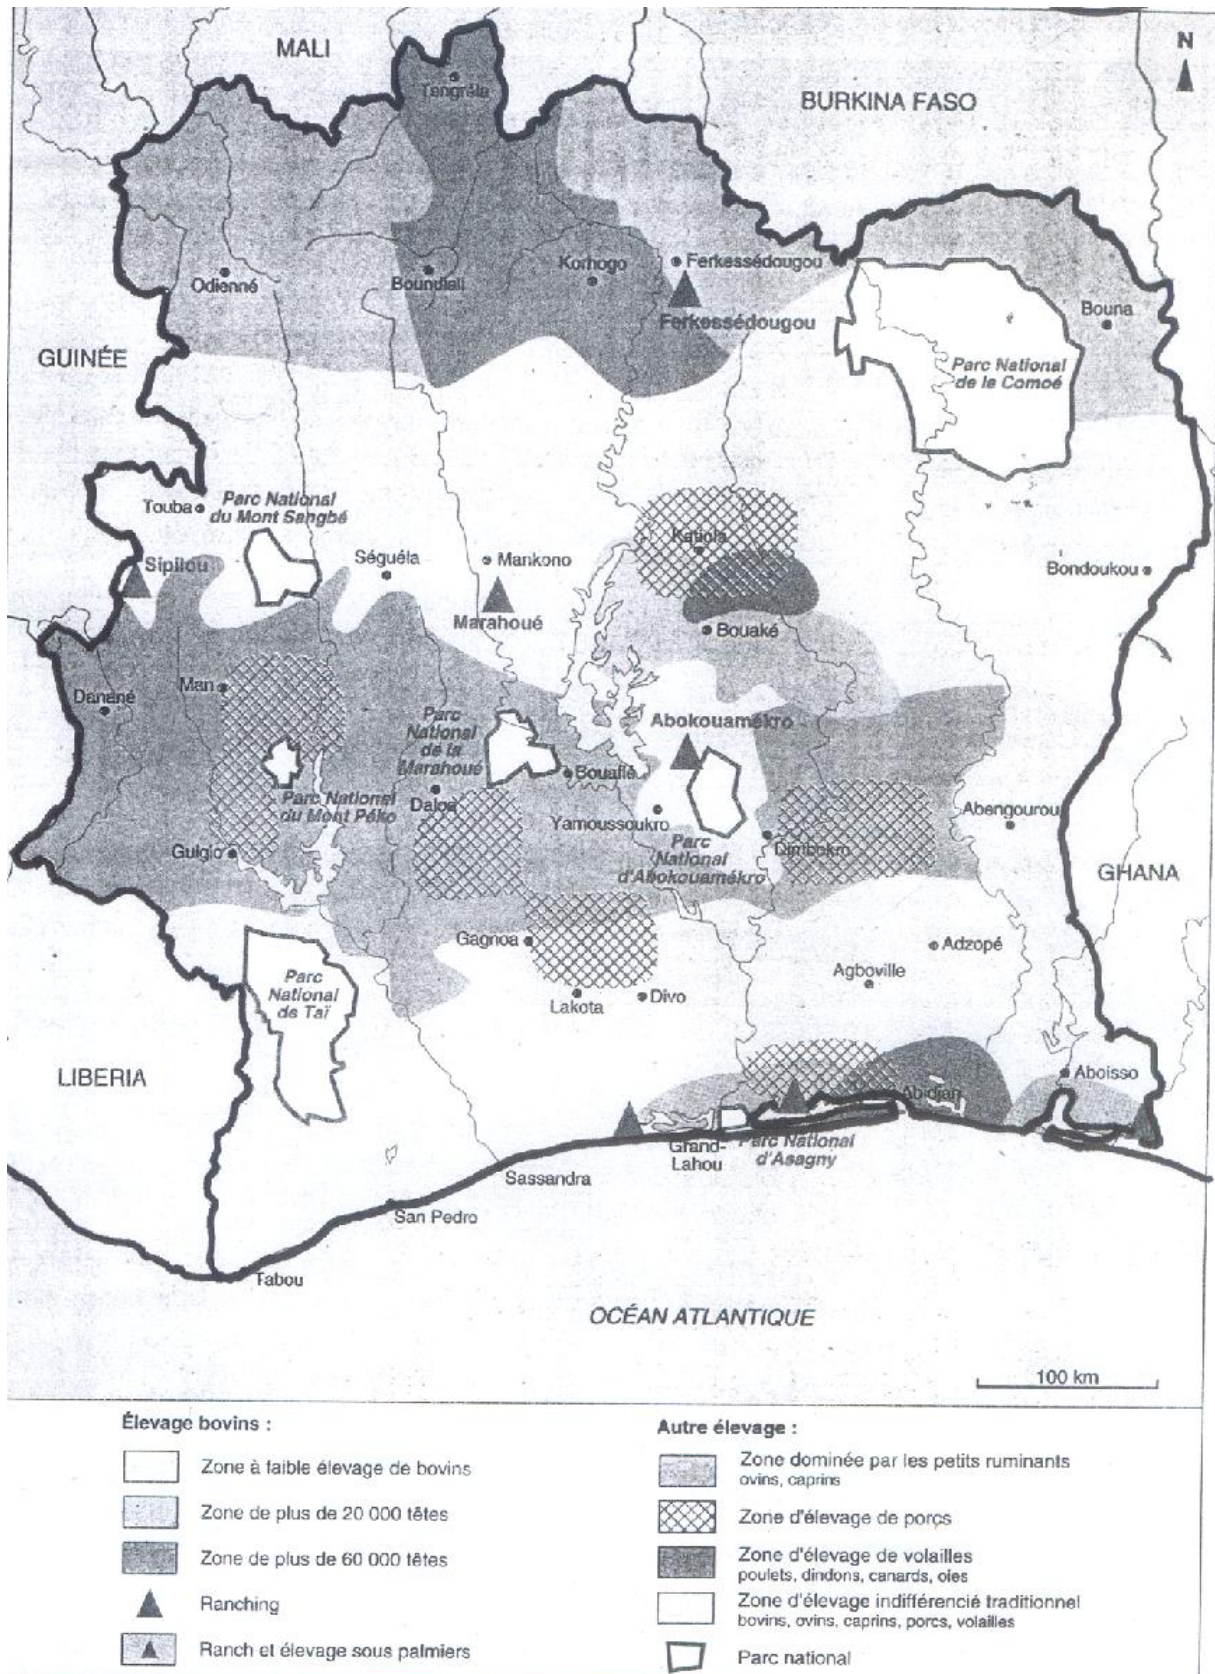 MALI
N
BURKINA FASO
Tengréla
Odienné
Boundiali
Korhogo
Ferkessédougou
Ferkessédougou
Bouna
GUINÉE
Parc National
de la Comoé
Touba
Parc National
du Mont Sangbé
Katiola
Sipilou
Séguéla
Mankono
Bondoukou
Marahoué
Bouaké
Man
Danané
Parc
National
de la
Marahoué
Abokouamékro
Bouaflé
Parc National
du Mont Péko
Daloa
Yamoussoukro
Abengourou
Guiglo
Parc
National
d'Abokouamékro
Dimbokro
GHANA
Gagnoa
Adzopé
Agboville
Parc
National
de Taï
Lakota
Divo
LIBERIA
Aboisso
Abidjan
Grand-
Lahou
Parc National
d'Asagny
Sassandra
San Pedro
Tabou
OCÉAN ATLANTIQUE
100 km
Élevage bovins :
Zone à faible élevage de bovins
Zone de plus de 20 000 têtes
Zone de plus de 60 000 têtes
Ranching
Ranch et élevage sous palmiers
Autre élevage :
Zone dominée par les petits ruminants
ovins, caprins
Zone d'élevage de porcs
Zone d'élevage de volailles
poulets, dindons, canards, oies
Zone d'élevage indifférencié traditionnel
bovins, ovins, caprins, porcs, volailles
Parc national